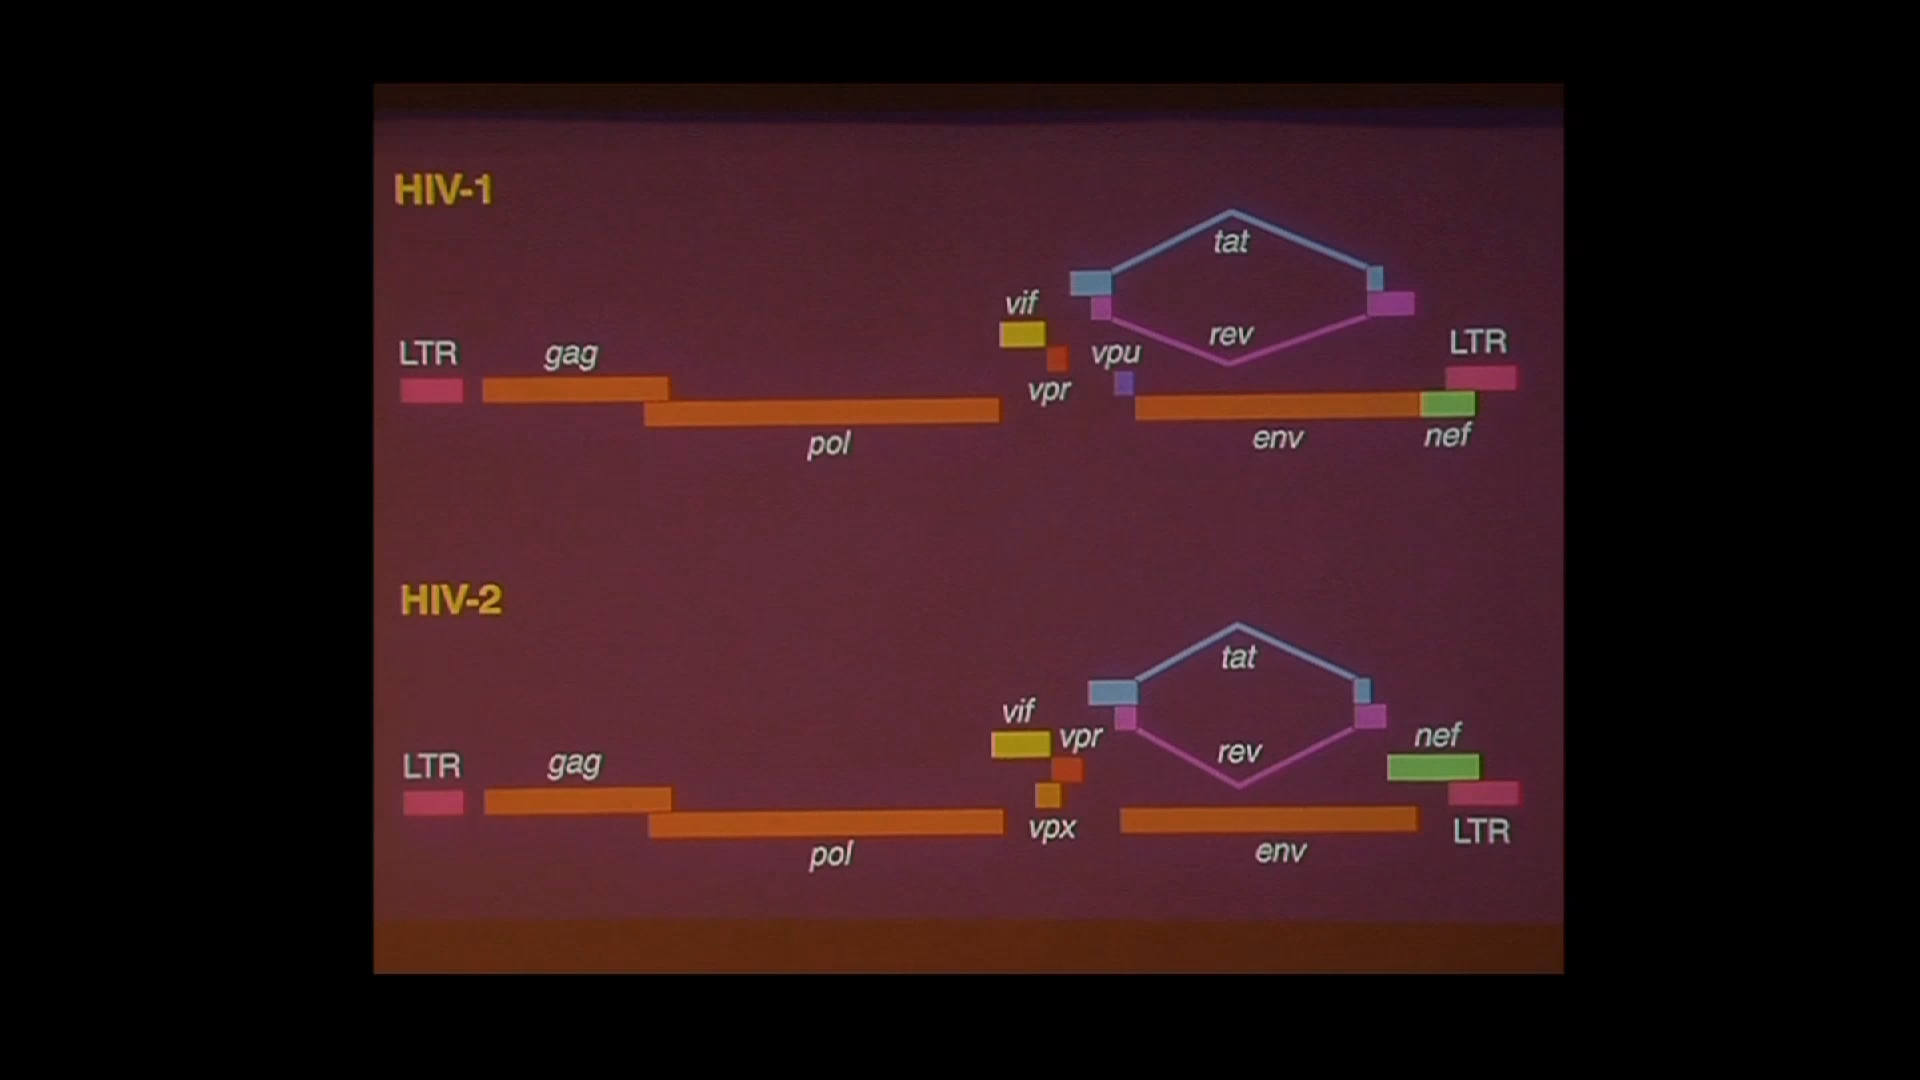 HIV-1
tat
vif
rev
LTR
gag
vpu
LTR
vpr
pol
env
nef
HIV-2
tat
vif
vpr
rev
nef
LTR
gag
vpx
LTR
pol
env